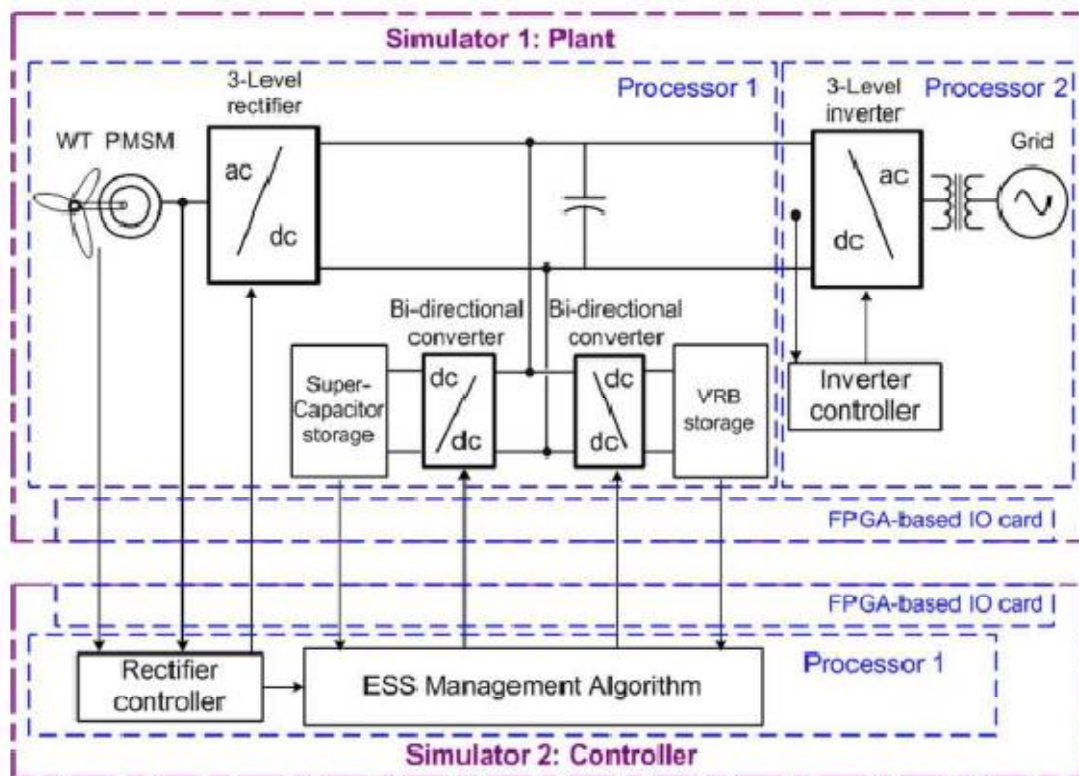 Simulator 1: Plant
3-Level
rectifier
Processor 1
3-Level
inverter
Processor 2
WT PMSM
Grid
ac
dc
ac
dc
Bi-directional
converter
Bi-directional
converter
Super-
Capacitor
storage
dc
dc
dc
dc
VRB
storage
Inverter
controller
FPGA-based IO card I
FPGA-based IO card I
Processor 1
Rectifier
controller
ESS Management Algorithm
Simulator 2: Controller